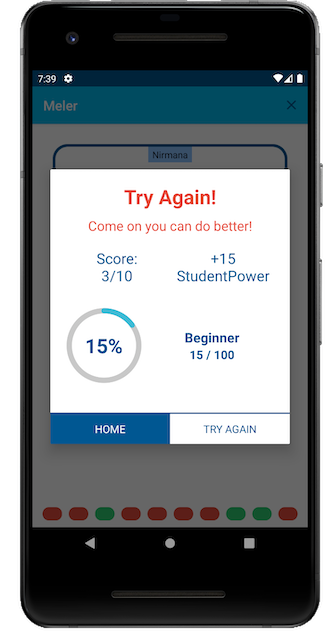 7:39
Meler
Nirmana
Try Again!
Come on you can do better!
Score:
3/10
+15
StudentPower
15%
Beginner
15 / 100
HOME
TRY AGAIN